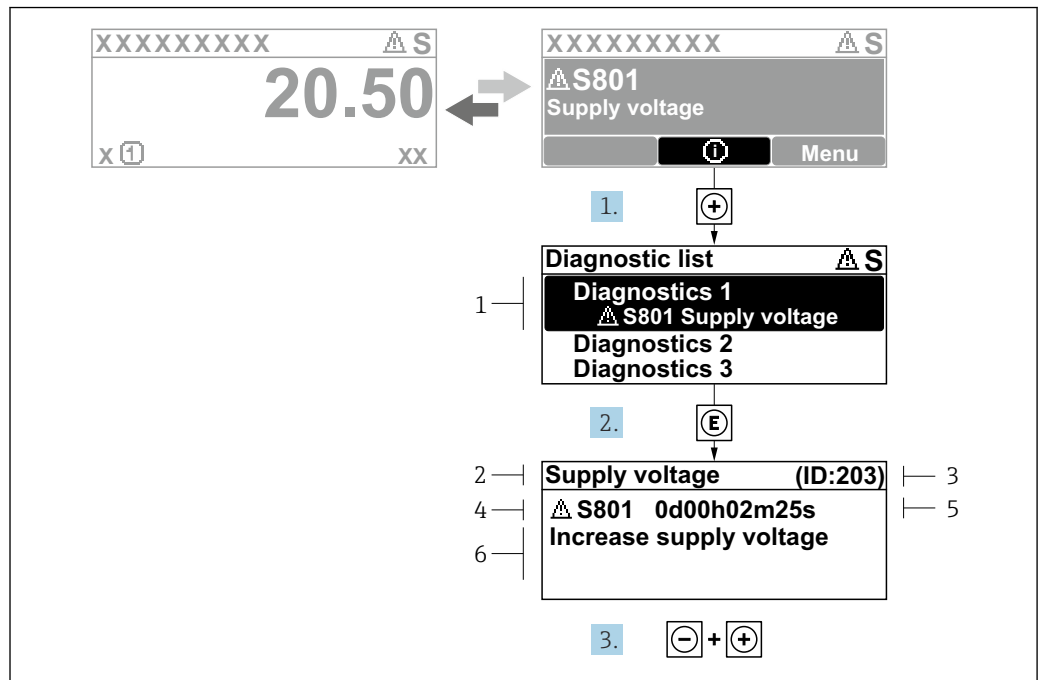 XXXXXXXXX ⚠ S
20.50
x ① XX
XXXXXXXXX ⚠ S
⚠ S801
Supply voltage
ⓘ Menu
1. +
Diagnostic list ⚠ S
1
Diagnostics 1
⚠ S801 Supply voltage
Diagnostics 2
Diagnostics 3
2. E
2 Supply voltage (ID:203) 3
4 ⚠ S801 0d00h02m25s 5
6 Increase supply voltage
3. - + +